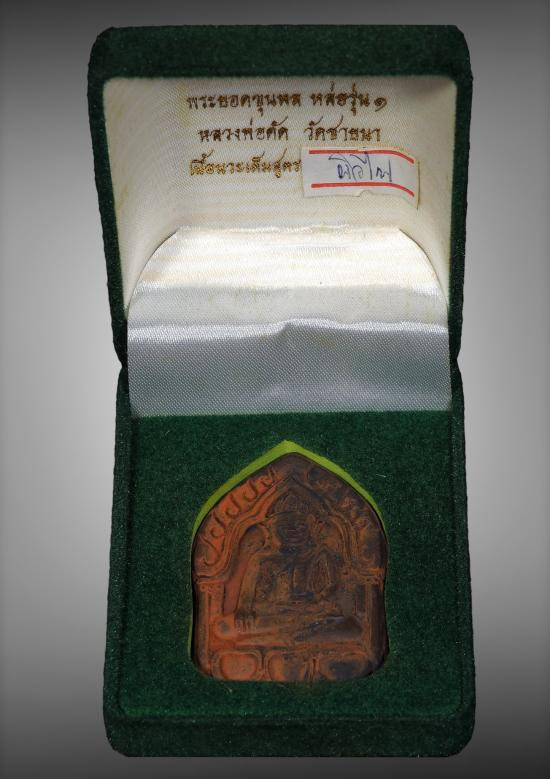 พระยอดขุนพล หล่อรุ่น ๑
หลวงพ่อคัด วัดชายนา
เนื้อนวะเต็มสูตร ผิวไฟ